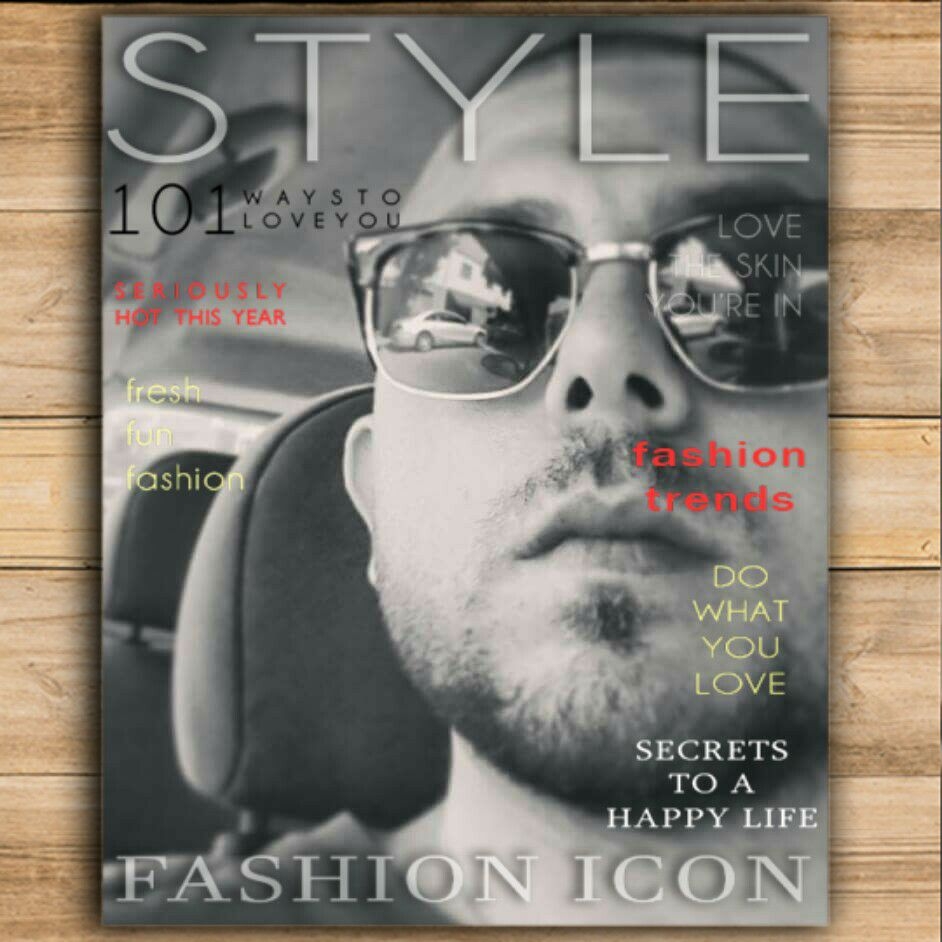 STYLE
101 WAYS TO
LOVE YOU
SERIOUSLY
HOT THIS YEAR
fresh
fun
fashion
LOVE
THE SKIN
YOU'RE IN
fashion
trends
DO
WHAT
YOU
LOVE
SECRETS
TO A
HAPPY LIFE
FASHION ICON